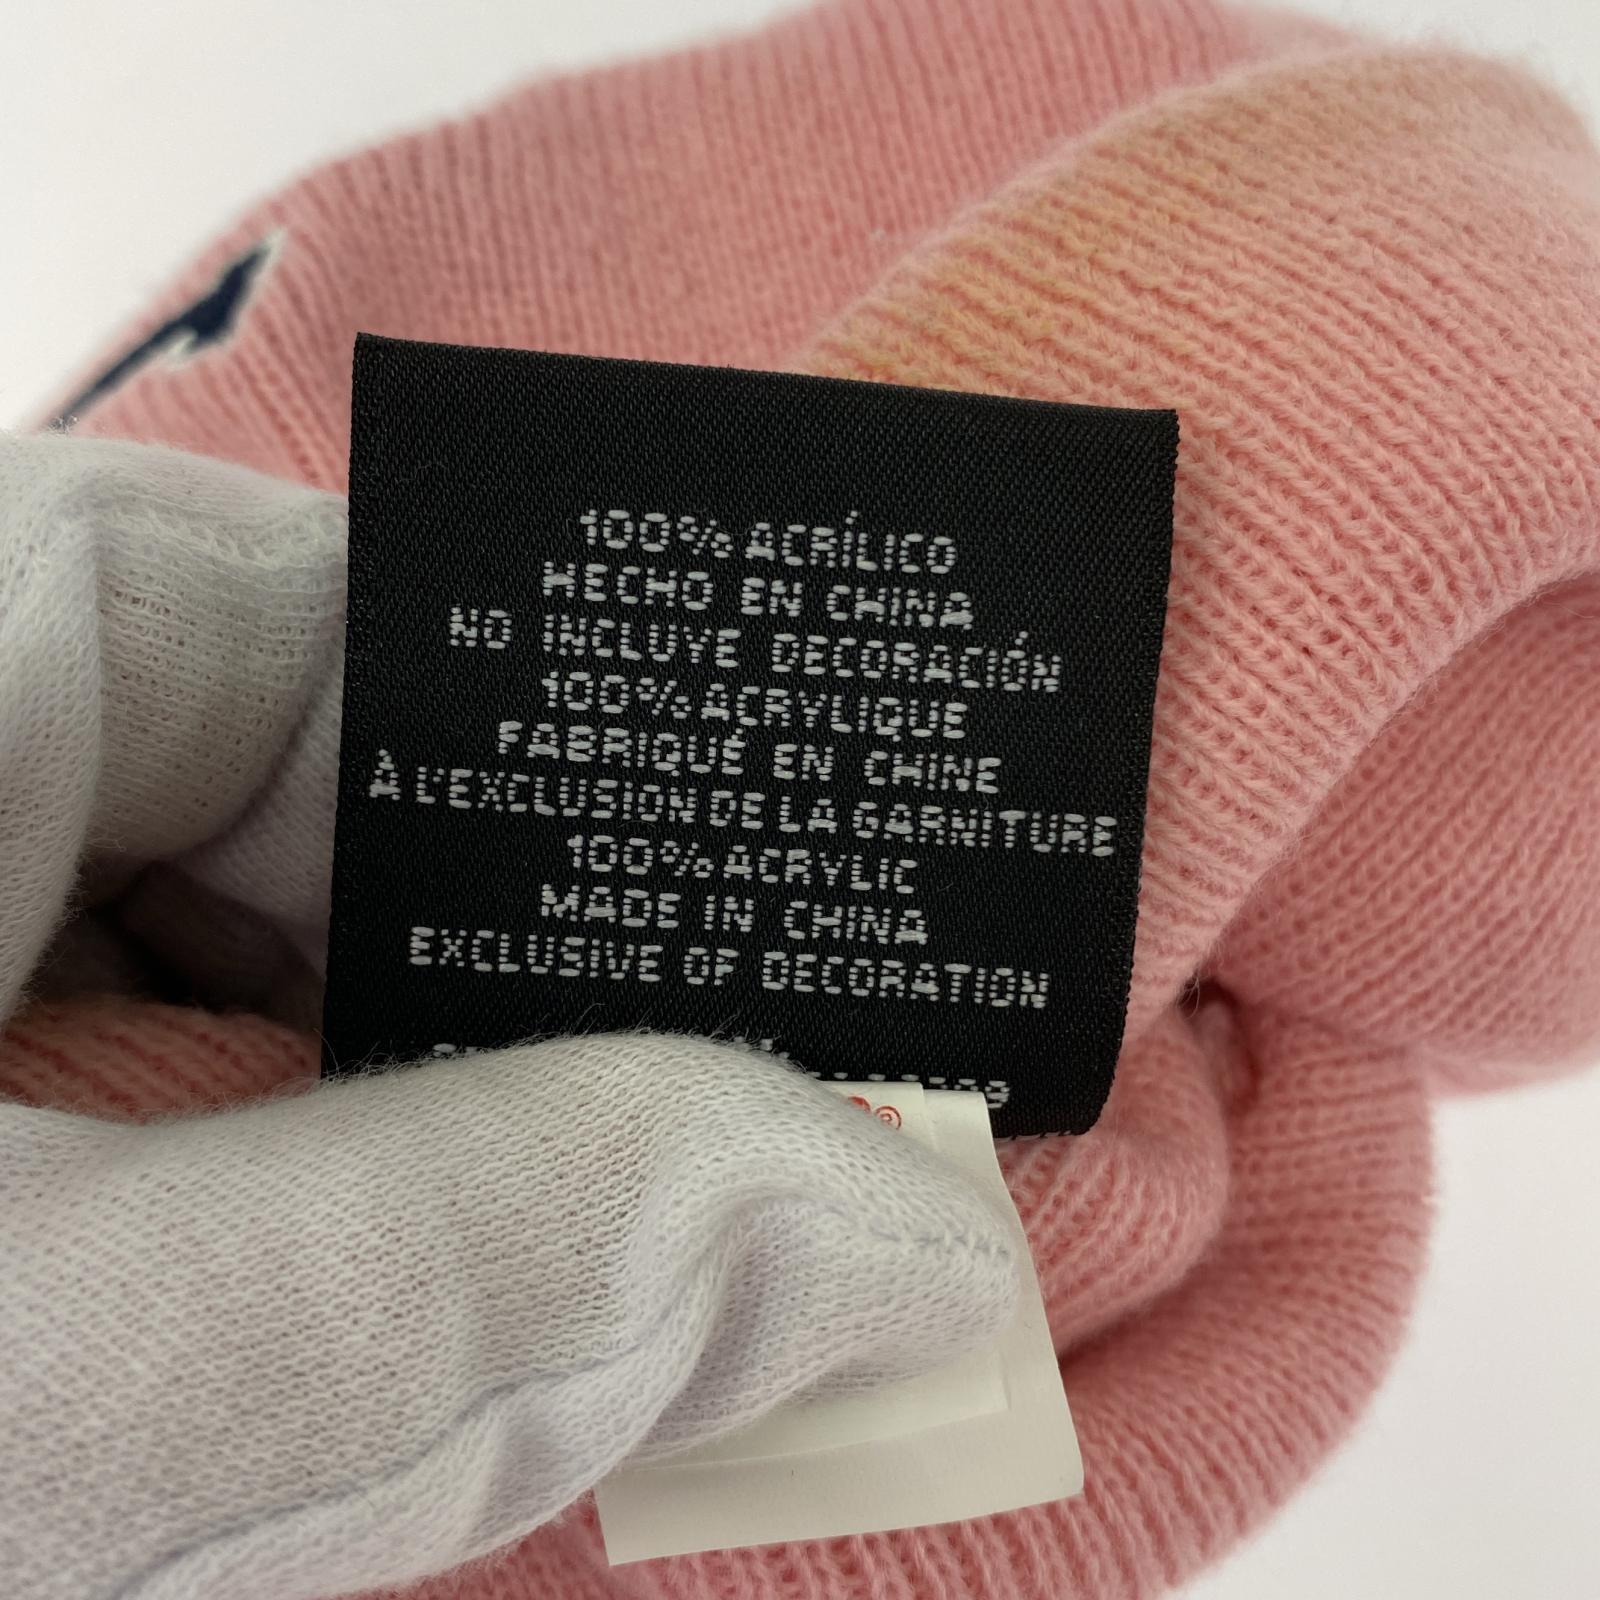 100% ACRÍLICO
HECHO EN CHINA
NO INCLUYE DECORACIÓN
100% ACRYLIQUE
FABRIQUÉ EN CHINE
À L'EXCLUSION DE LA GARNITURE
100% ACRYLIC
MADE IN CHINA
EXCLUSIVE OF DECORATION
®